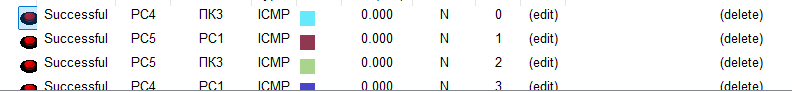 Successful PC4 ПК3 ICMP 0.000 N 0 (edit) (delete)
Successful PC5 PC1 ICMP 0.000 N 1 (edit) (delete)
Successful PC5 ПК3 ICMP 0.000 N 2 (edit) (delete)
Successful PC4 PC1 ICMP 0.000 N 3 (edit) (delete)